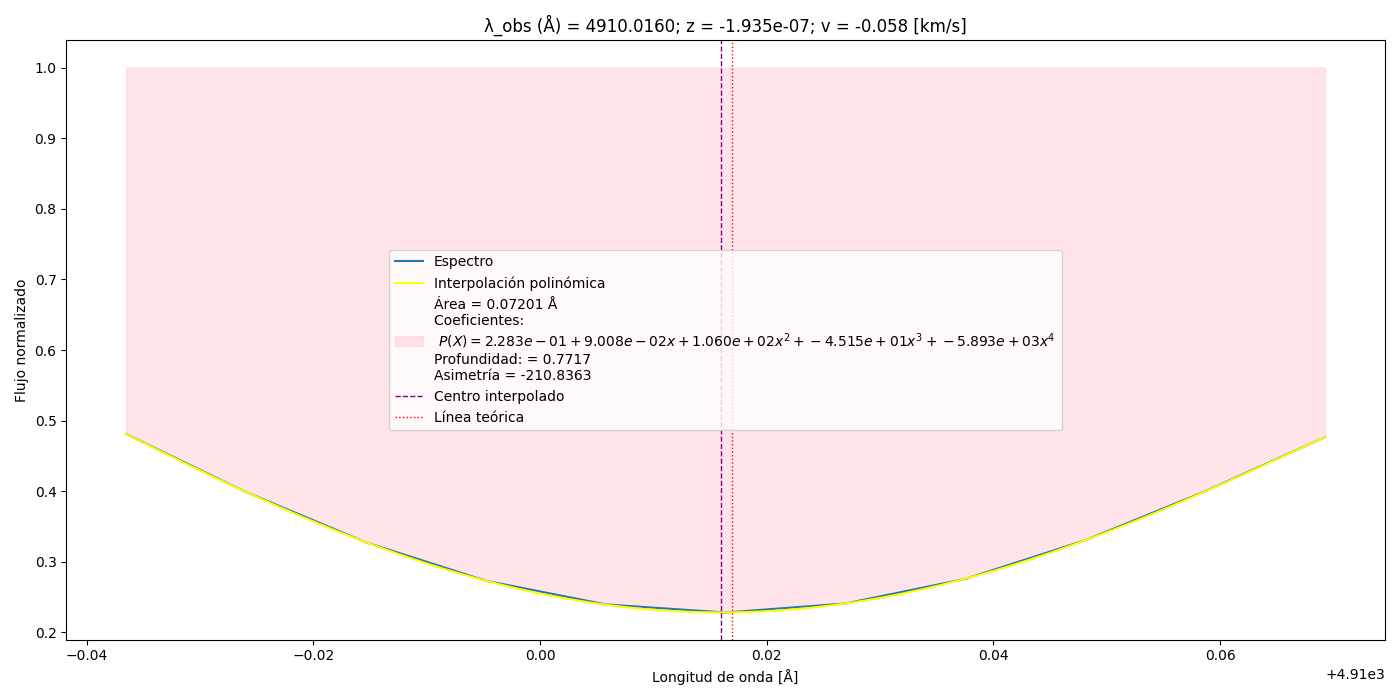 λ_obs (Å) = 4910.0160; z = -1.935e-07; v = -0.058 [km/s]
1.0
0.9
0.8
0.7
0.6
0.5
0.4
0.3
0.2
Flujo normalizado
Espectro
Interpolación polinómica
Área = 0.07201 Å
Coeficientes:
P(X) = 2.283e − 01 + 9.008e − 02x + 1.060e + 02x² + −4.515e + 01x³ + −5.893e + 03x⁴
Profundidad: = 0.7717
Asimetría = -210.8363
Centro interpolado
Línea teórica
−0.04 −0.02 0.00 0.02 0.04 0.06
+4.91e3
Longitud de onda [Å]